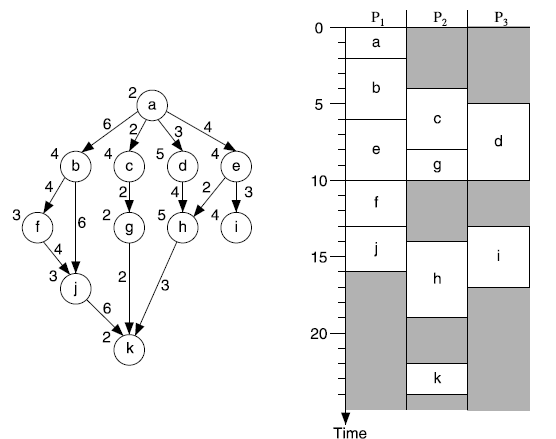 P1 P2 P3
0
a
2 a
b
6 2 3 4
5
c
4 b 4 c 5 d 4 e
d
e
g
4 2 4 2 3
10
3 f 6 2 g 5 h 4 i
f
4
15
j
i
3 j 2 3
h
6
20
2 k
k
Time